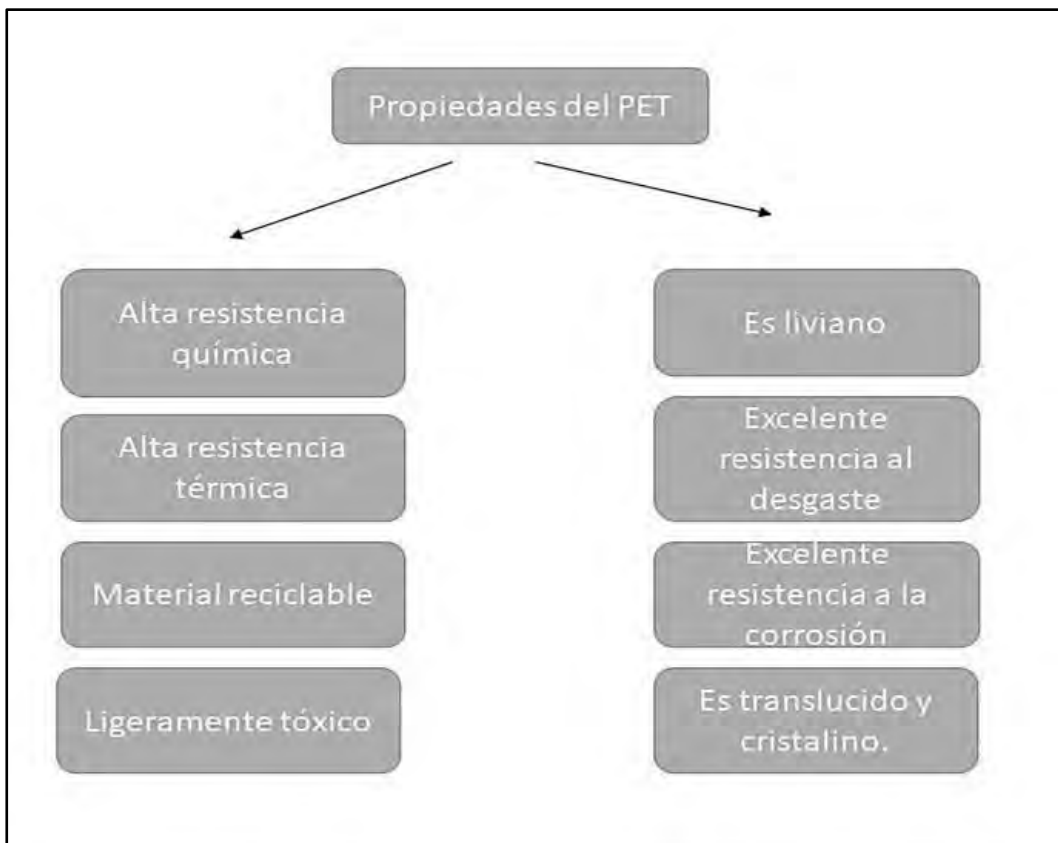 Propiedades del PET
Alta resistencia
química
Alta resistencia
térmica
Material reciclable
Ligeramente tóxico
Es liviano
Excelente
resistencia al
desgaste
Excelente
resistencia a la
corrosión
Es translucido y
cristalino.